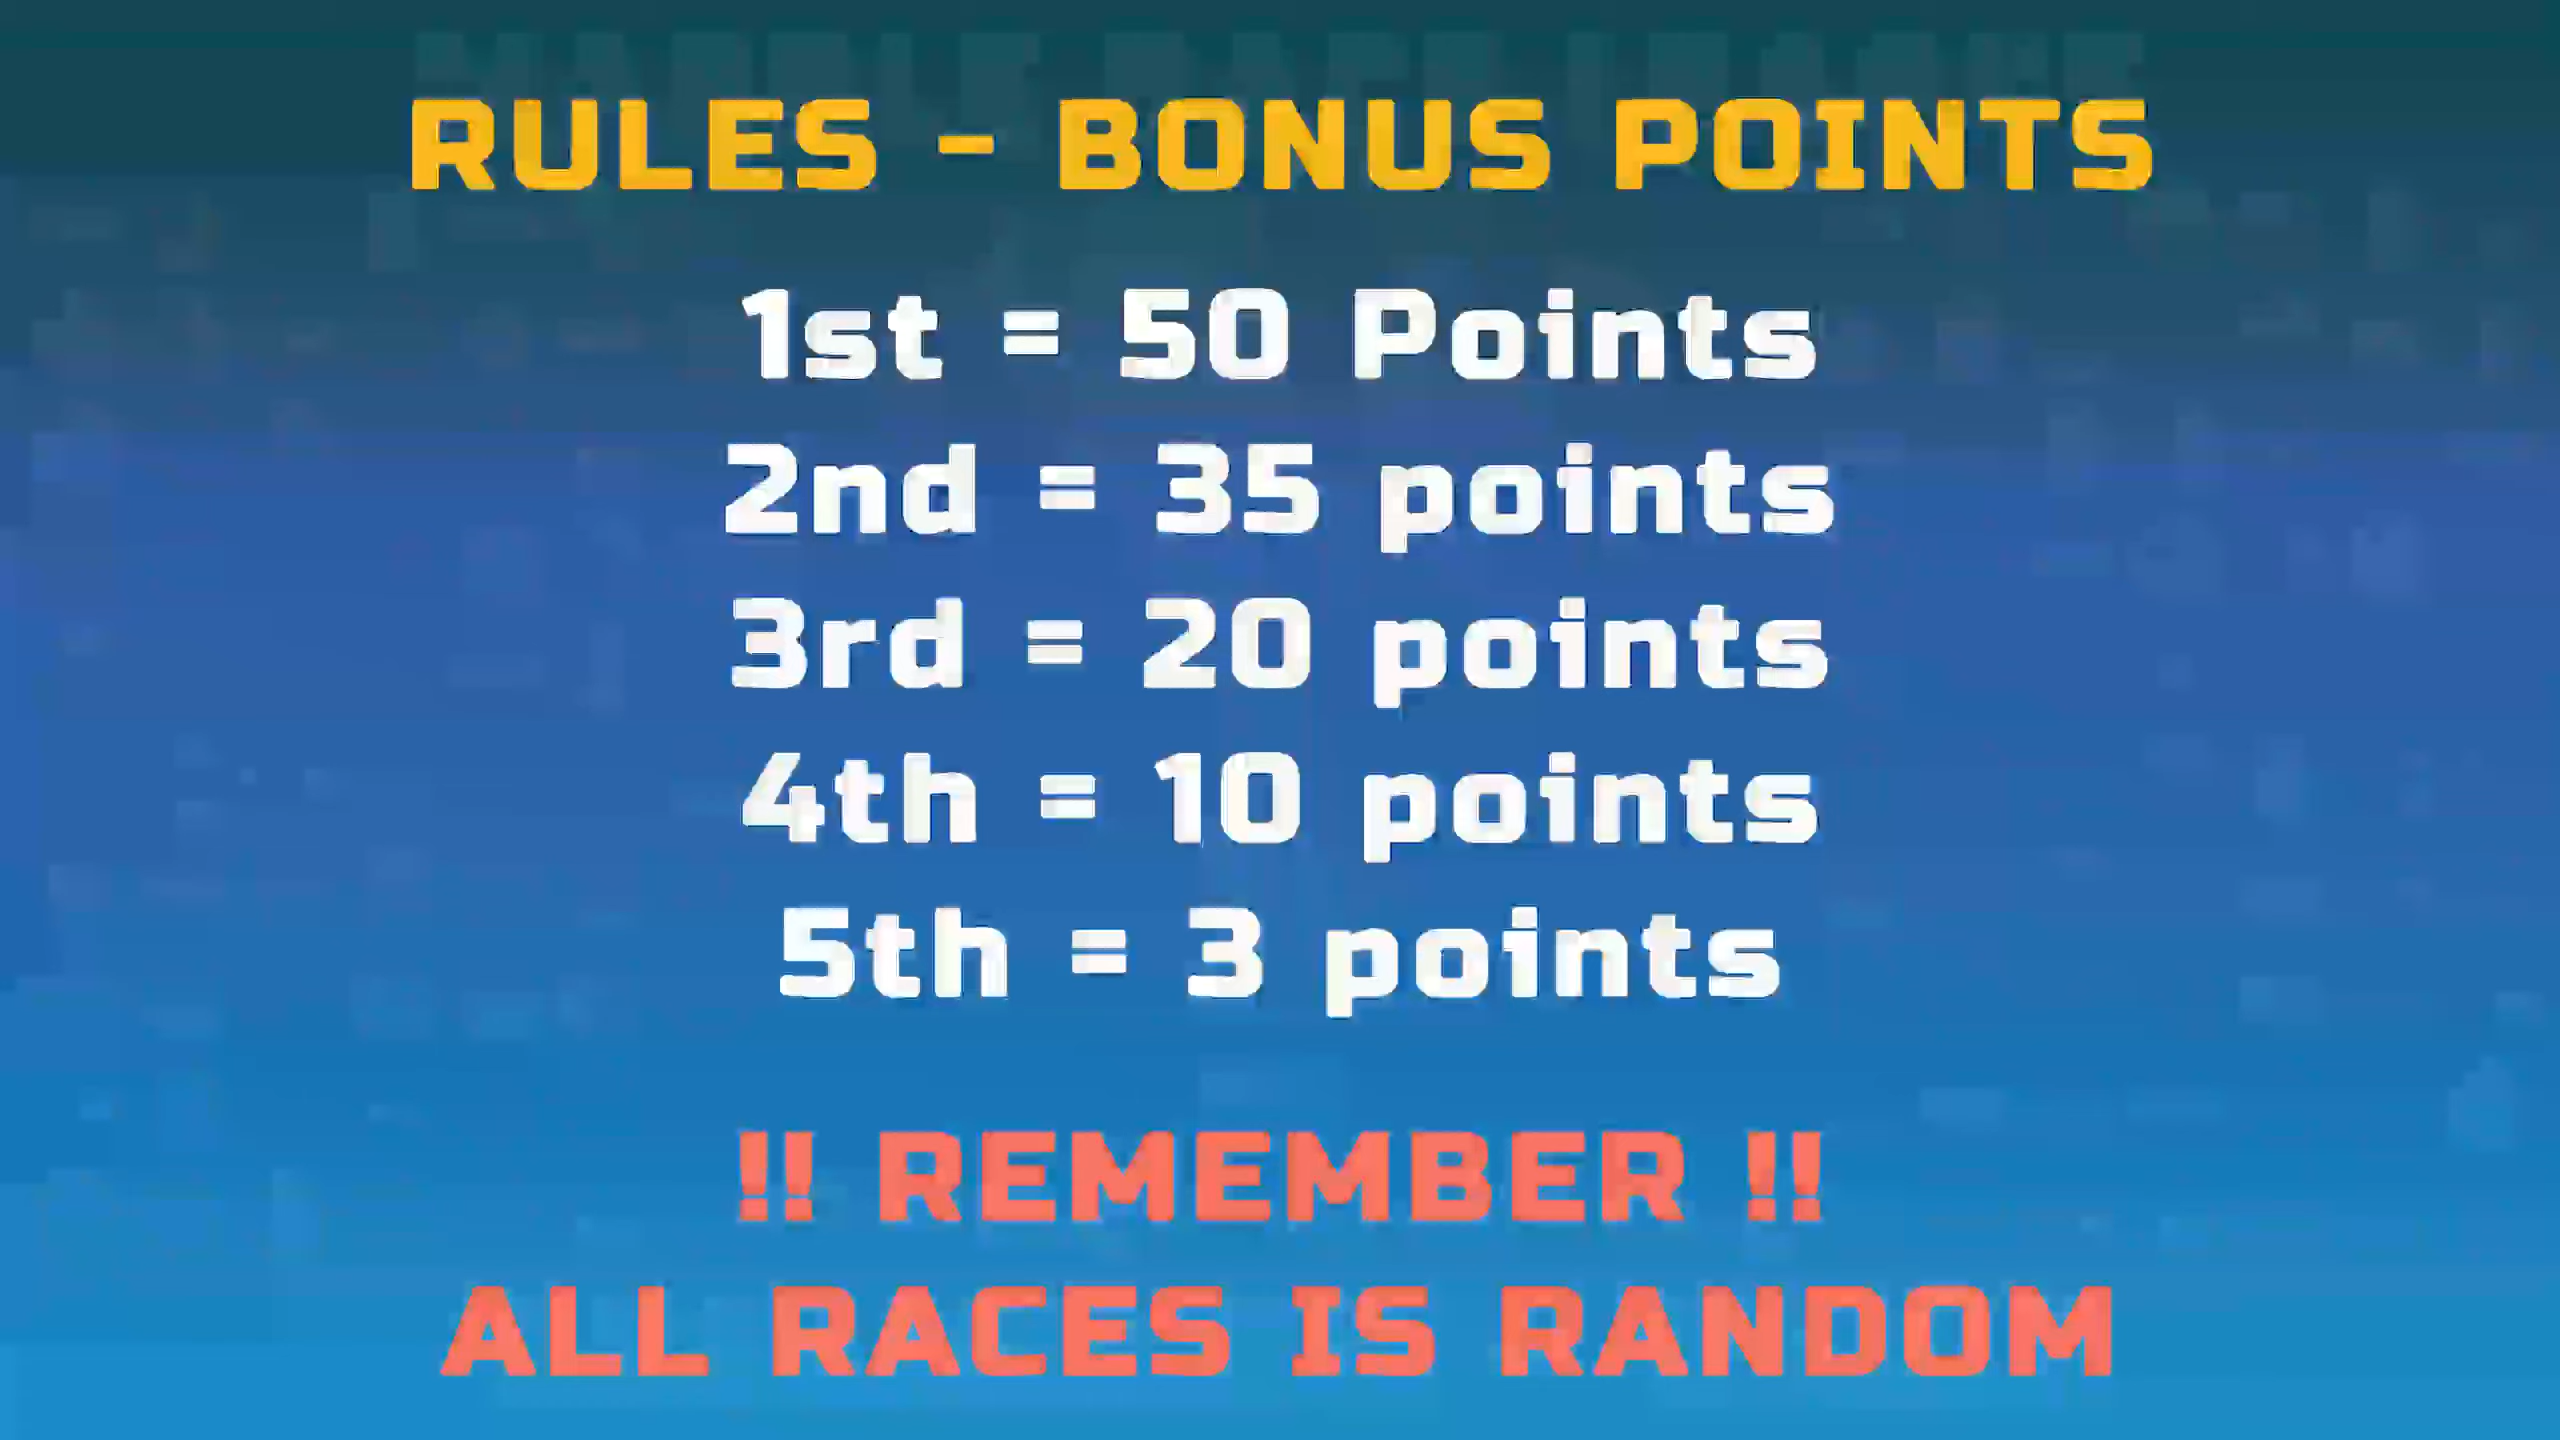 RULES - BONUS POINTS
1st = 50 Points
2nd = 35 points
3rd = 20 points
4th = 10 points
5th = 3 points
!! REMEMBER !!
ALL RACES IS RANDOM